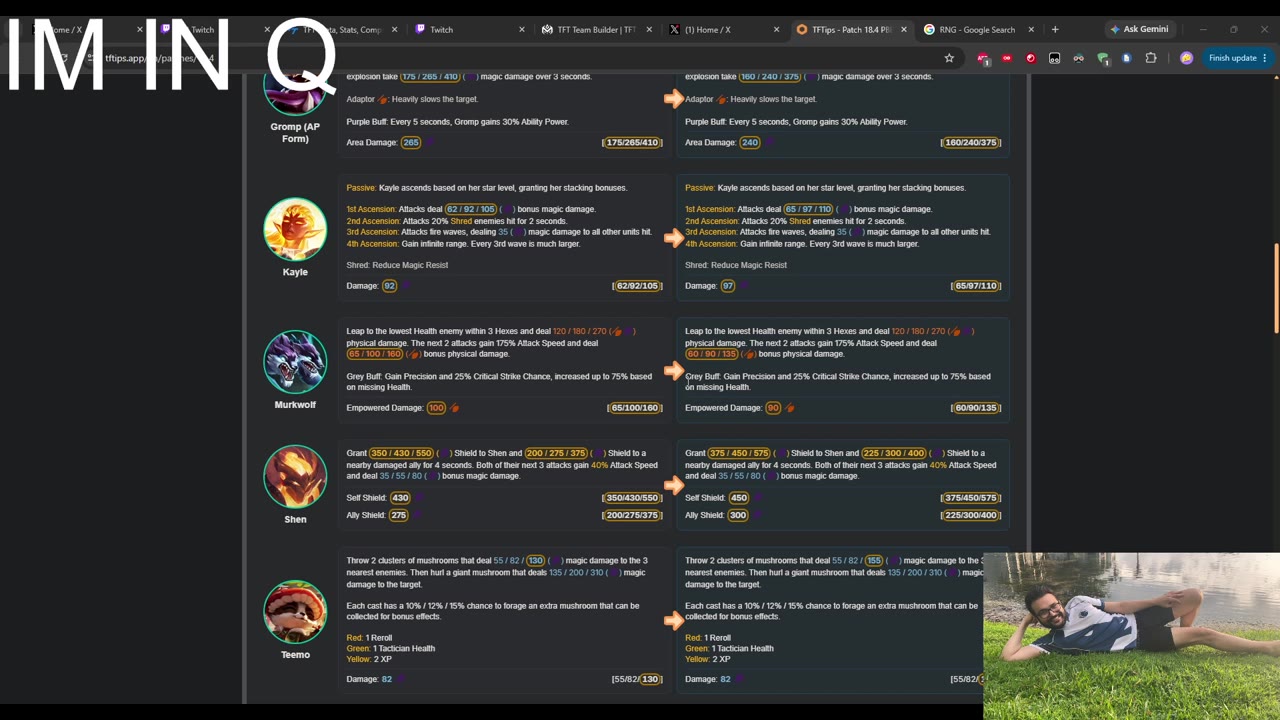 IM IN Q
ome / X
Twitch
TFT
ta, Stats, Comp
Twitch
TFT Team Builder | TFT
(1) Home / X
TFTips - Patch 18.4 PB
RNG - Google Search
Ask Gemini
tftips.app/
Finish update
explosion take 175 / 265 / 410 ( ) magic damage over 3 seconds.
Adaptor : Heavily slows the target.
Purple Buff: Every 5 seconds, Gromp gains 30% Ability Power.
Area Damage: 265
[175/265/410]
explosion take 160 / 240 / 375 ( ) magic damage over 3 seconds.
Adaptor : Heavily slows the target.
Purple Buff: Every 5 seconds, Gromp gains 30% Ability Power.
Area Damage: 240
[160/240/375]
Gromp (AP
Form)
Passive: Kayle ascends based on her star level, granting her stacking bonuses.
1st Ascension: Attacks deal 62 / 92 / 105 ( ) bonus magic damage.
2nd Ascension: Attacks 20% Shred enemies hit for 2 seconds.
3rd Ascension: Attacks fire waves, dealing 35 ( ) magic damage to all other units hit.
4th Ascension: Gain infinite range. Every 3rd wave is much larger.
Shred: Reduce Magic Resist
Damage: 92
[62/92/105]
Passive: Kayle ascends based on her star level, granting her stacking bonuses.
1st Ascension: Attacks deal 65 / 97 / 110 ( ) bonus magic damage.
2nd Ascension: Attacks 20% Shred enemies hit for 2 seconds.
3rd Ascension: Attacks fire waves, dealing 35 ( ) magic damage to all other units hit.
4th Ascension: Gain infinite range. Every 3rd wave is much larger.
Shred: Reduce Magic Resist
Damage: 97
[65/97/110]
Kayle
Leap to the lowest Health enemy within 3 Hexes and deal 120 / 180 / 270 ( )
physical damage. The next 2 attacks gain 175% Attack Speed and deal
65 / 100 / 160 ( ) bonus physical damage.
Grey Buff: Gain Precision and 25% Critical Strike Chance, increased up to 75% based
on missing Health.
Empowered Damage: 100
[65/100/160]
Leap to the lowest Health enemy within 3 Hexes and deal 120 / 180 / 270 ( )
physical damage. The next 2 attacks gain 175% Attack Speed and deal
60 / 90 / 135 ( ) bonus physical damage.
Grey Buff: Gain Precision and 25% Critical Strike Chance, increased up to 75% based
on missing Health.
Empowered Damage: 90
[60/90/135]
Murkwolf
Grant 350 / 430 / 550 ( ) Shield to Shen and 200 / 275 / 375 ( ) Shield to a
nearby damaged ally for 4 seconds. Both of their next 3 attacks gain 40% Attack Speed
and deal 35 / 55 / 80 ( ) bonus magic damage.
Self Shield: 430
[350/430/550]
Ally Shield: 275
[200/275/375]
Grant 375 / 450 / 575 ( ) Shield to Shen and 225 / 300 / 400 ( ) Shield to a
nearby damaged ally for 4 seconds. Both of their next 3 attacks gain 40% Attack Speed
and deal 35 / 55 / 80 ( ) bonus magic damage.
Self Shield: 450
[375/450/575]
Ally Shield: 300
[225/300/400]
Shen
Throw 2 clusters of mushrooms that deal 55 / 82 / 130 ( ) magic damage to the 3
nearest enemies. Then hurl a giant mushroom that deals 135 / 200 / 310 ( ) magic
damage to the target.
Each cast has a 10% / 12% / 15% chance to forage an extra mushroom that can be
collected for bonus effects.
Red: 1 Reroll
Green: 1 Tactician Health
Yellow: 2 XP
Damage: 82
[55/82/130]
Throw 2 clusters of mushrooms that deal 55 / 82 / 155 ( ) magic damage to the 3
nearest enemies. Then hurl a giant mushroom that deals 135 / 200 / 310 ( ) magic
damage to the target.
Each cast has a 10% / 12% / 15% chance to forage an extra mushroom that can be
collected for bonus effects.
Red: 1 Reroll
Green: 1 Tactician Health
Yellow: 2 XP
Damage: 82
[55/82/
Teemo